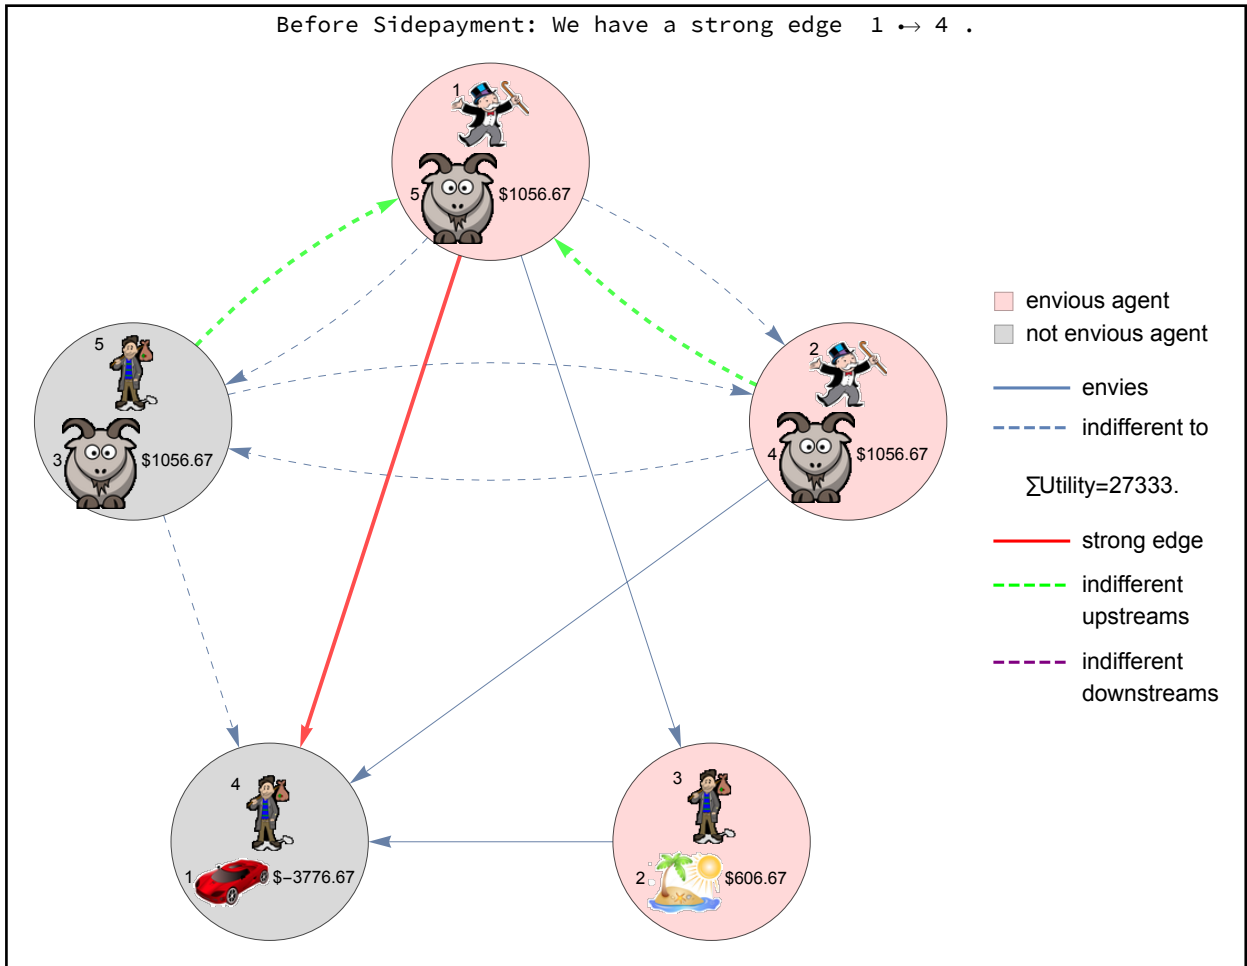 Before Sidepayment: We have a strong edge 1 ↔ 4 .
1
5
$1056.67
5
3
$1056.67
2
4
$1056.67
4
1
$−3776.67
3
2
$606.67
envious agent
not envious agent
envies
indifferent to
∑Utility=27333.
strong edge
indifferent
upstreams
indifferent
downstreams